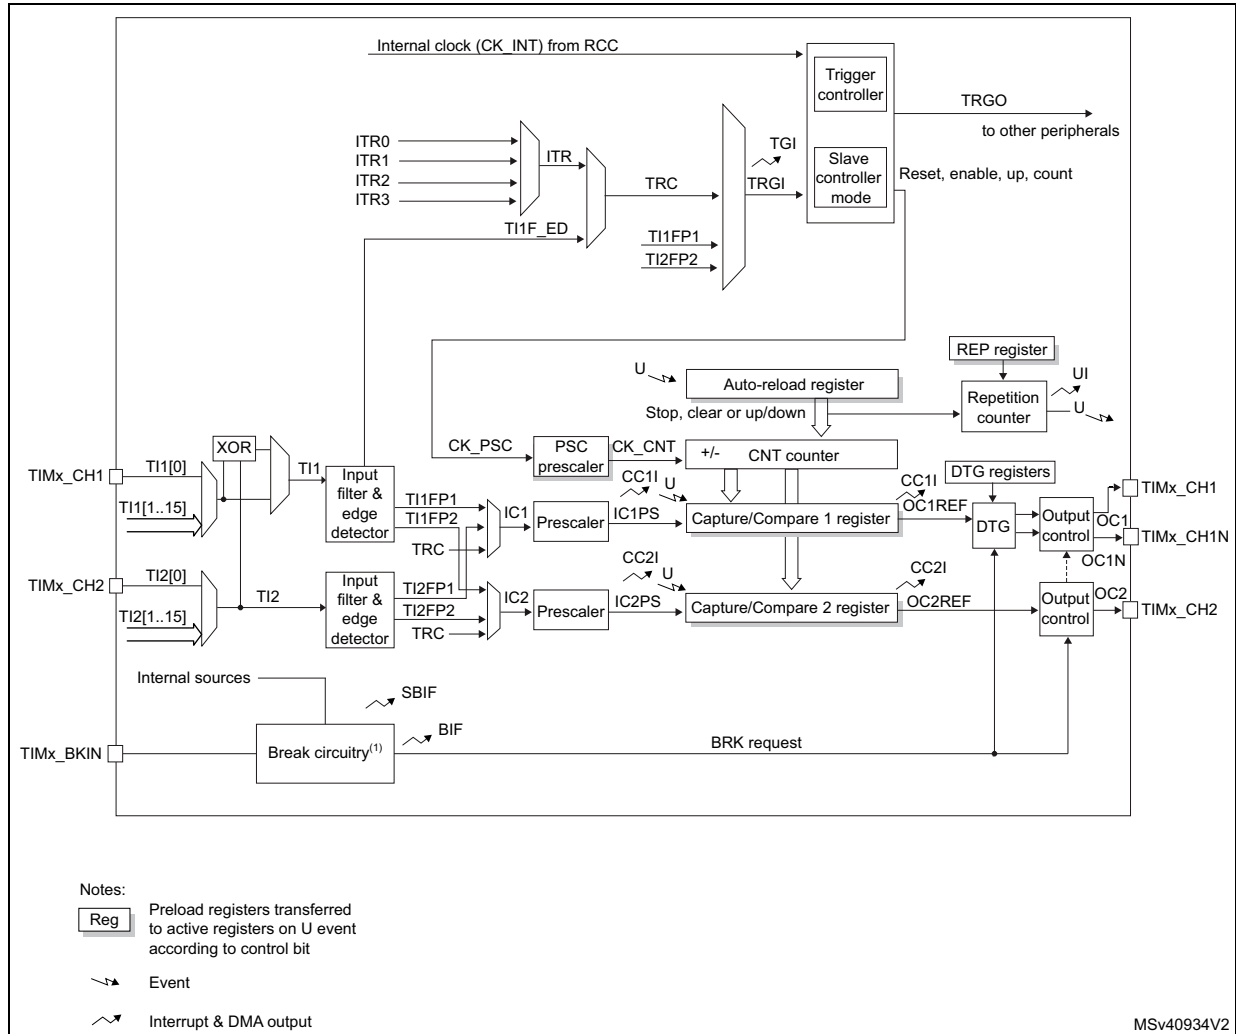 Internal clock (CK_INT) from RCC
Trigger
controller
TRGO
to other peripherals
ITR0
ITR1
ITR2
ITR3
ITR
TI1F_ED
TRC
TI1FP1
TI2FP2
TGI
TRGI
Slave
controller
mode
Reset, enable, up, count
REP register
U
Auto-reload register
UI
Repetition
counter
U
Stop, clear or up/down
XOR
CK_PSC
PSC
prescaler
CK_CNT
+/-
CNT counter
DTG registers
TIMx_CH1
TI1[0]
TI1[1..15]
TI1
Input
filter &
edge
detector
TI1FP1
TI1FP2
TRC
IC1
Prescaler
IC1PS
CC1I
U
Capture/Compare 1 register
CC1I
OC1REF
DTG
Output
control
OC1
OC1N
TIMx_CH1
TIMx_CH1N
TIMx_CH2
TI2[0]
TI2[1..15]
TI2
Input
filter &
edge
detector
TI2FP1
TI2FP2
TRC
IC2
Prescaler
IC2PS
CC2I
U
Capture/Compare 2 register
CC2I
OC2REF
Output
control
OC2
TIMx_CH2
Internal sources
SBIF
TIMx_BKIN
Break circuitry(1)
BIF
BRK request
Notes:
Reg
Preload registers transferred
to active registers on U event
according to control bit
Event
Interrupt & DMA output
MSv40934V2